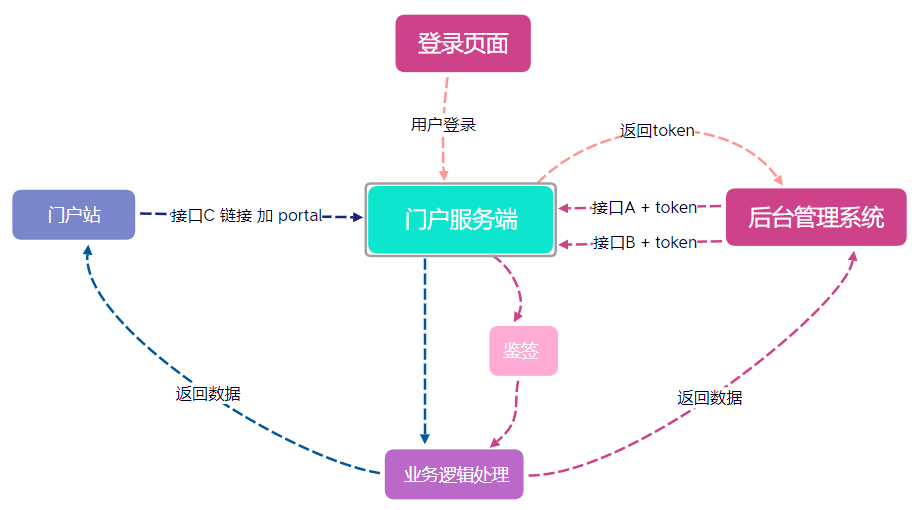 登录页面
用户登录
返回token
门户站
接口C 链接 加 portal
门户服务端
接口A + token
接口B + token
后台管理系统
鉴签
返回数据
返回数据
业务逻辑处理